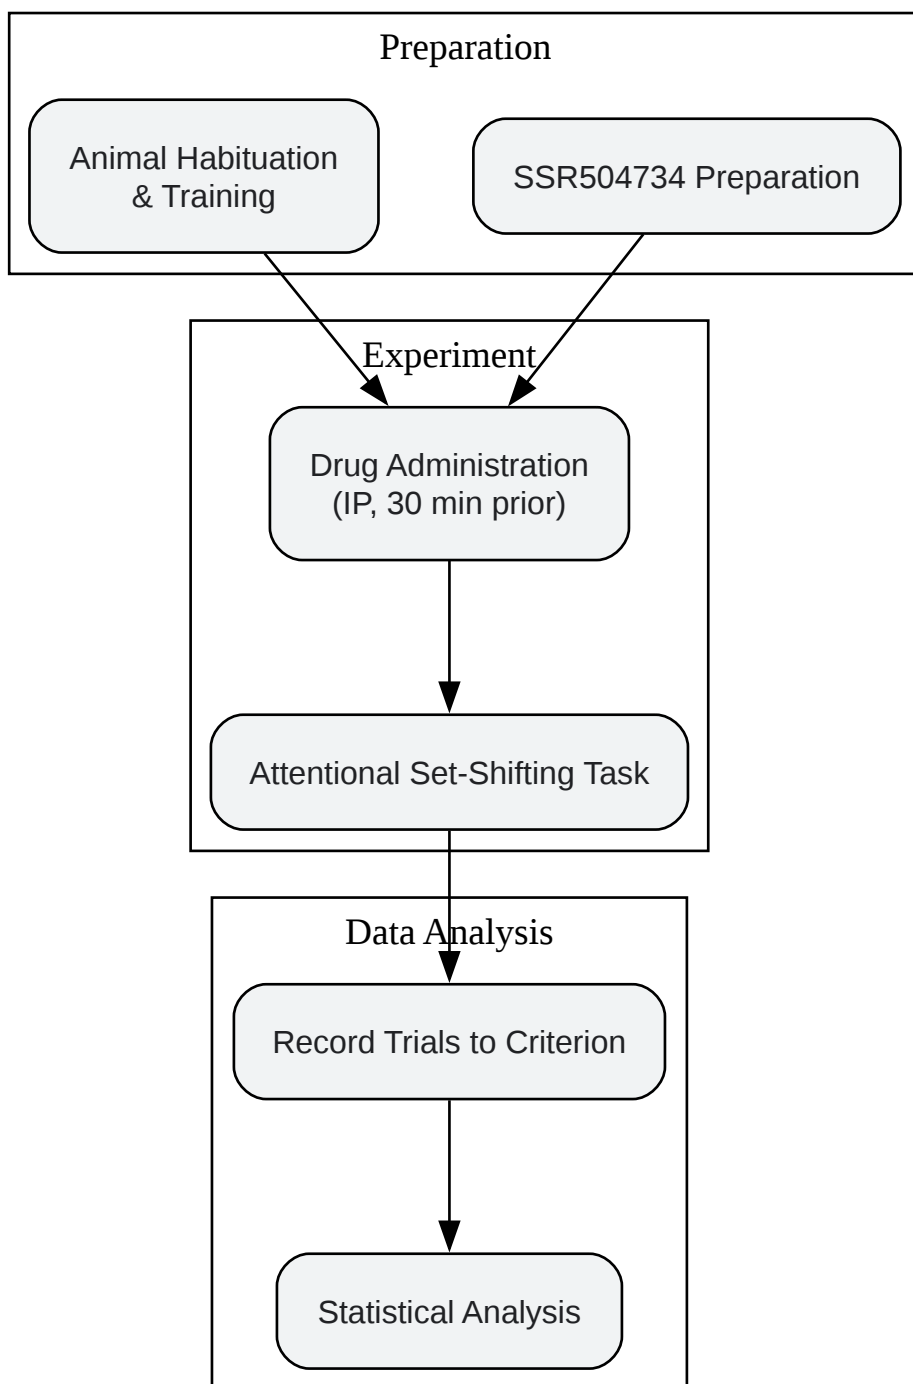 Preparation
Animal Habituation
& Training
SSR504734 Preparation
Experiment
Drug Administration
(IP, 30 min prior)
Attentional Set-Shifting Task
Data Analysis
Record Trials to Criterion
Statistical Analysis